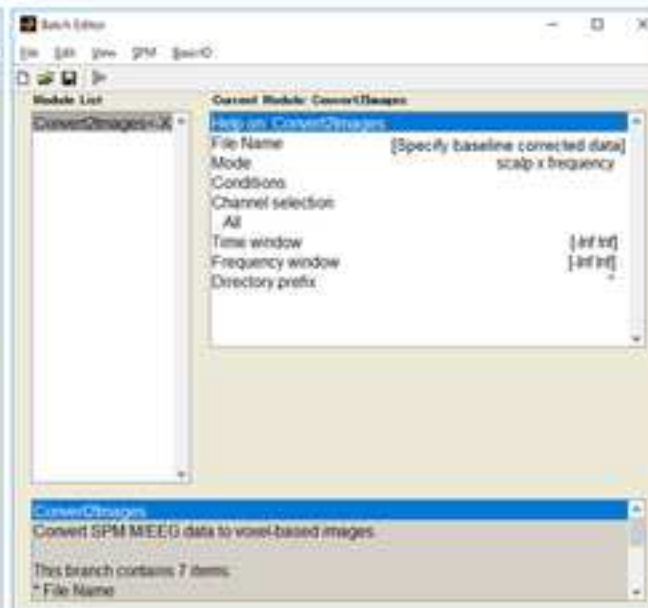 Batch Editor
File Edit View SPM BasicIO
Module List
Current Module: Convert2Images
Convert2Images<-X
Help on: Convert2Images
File Name [Specify baseline corrected data]
Mode scalp x frequency
Conditions
Channel selection
All
Time window [-Inf Inf]
Frequency window [-Inf Inf]
Directory prefix ''
Convert2Images
Convert SPM M/EEG data to voxel-based images.
This branch contains 7 items:
* File Name